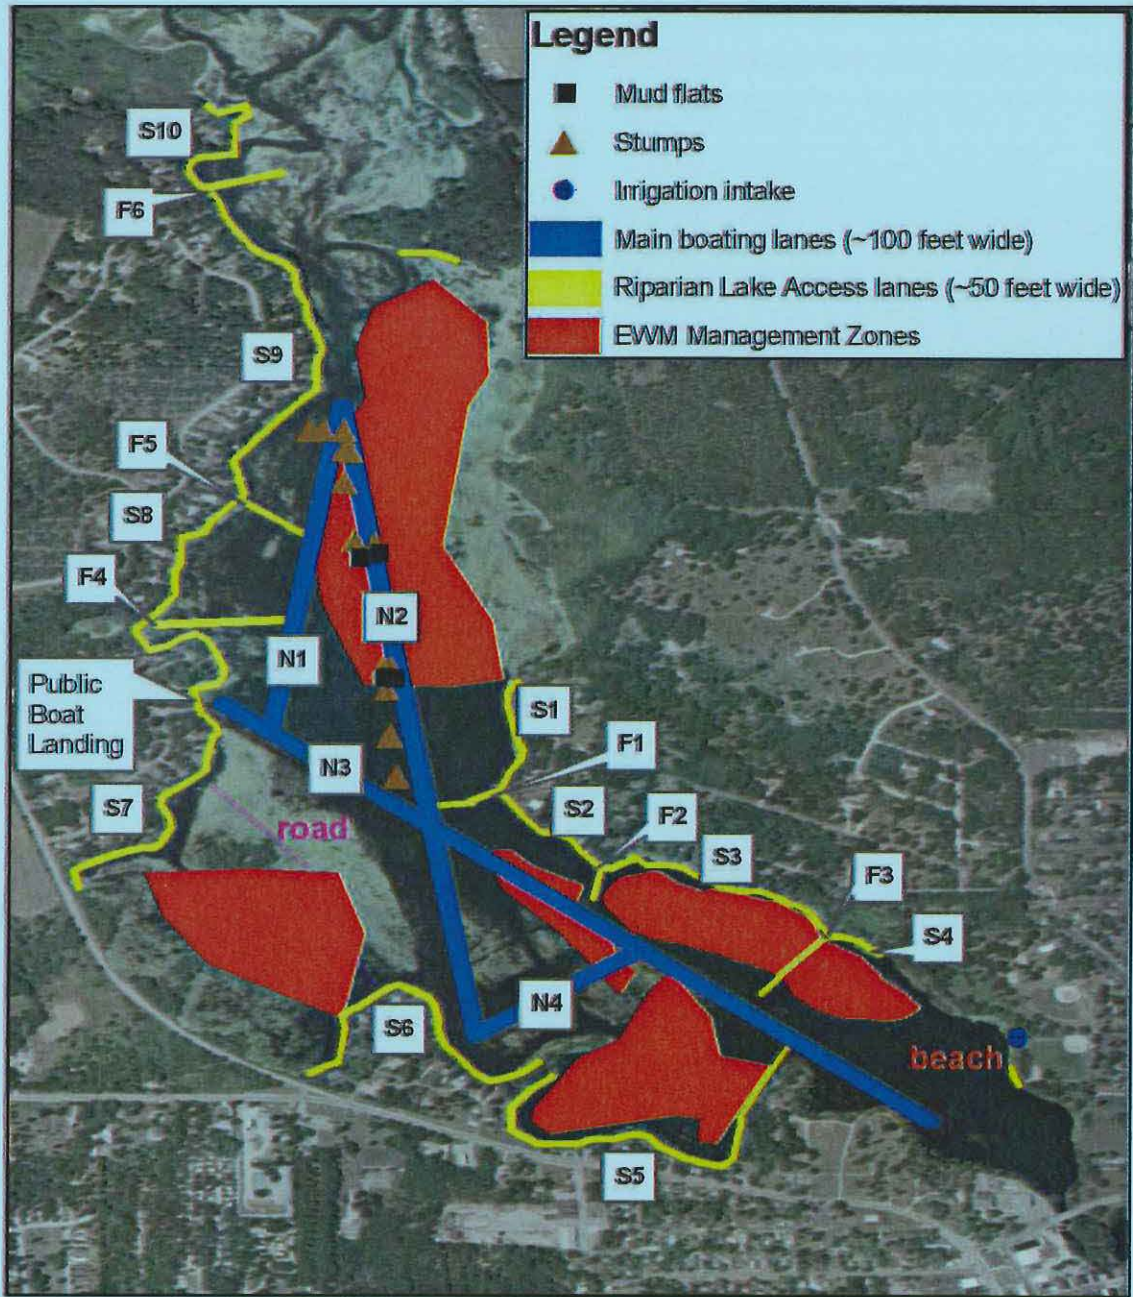 Legend
Mud flats
Stumps
Irrigation intake
Main boating lanes (~100 feet wide)
Riparian Lake Access lanes (~50 feet wide)
EWM Management Zones
S10
F6
S9
F5
S8
F4
N2
N1
Public
Boat
Landing
S1
F1
N3
S7
S2
F2
road
S3
F3
S4
N4
S6
beach
S5